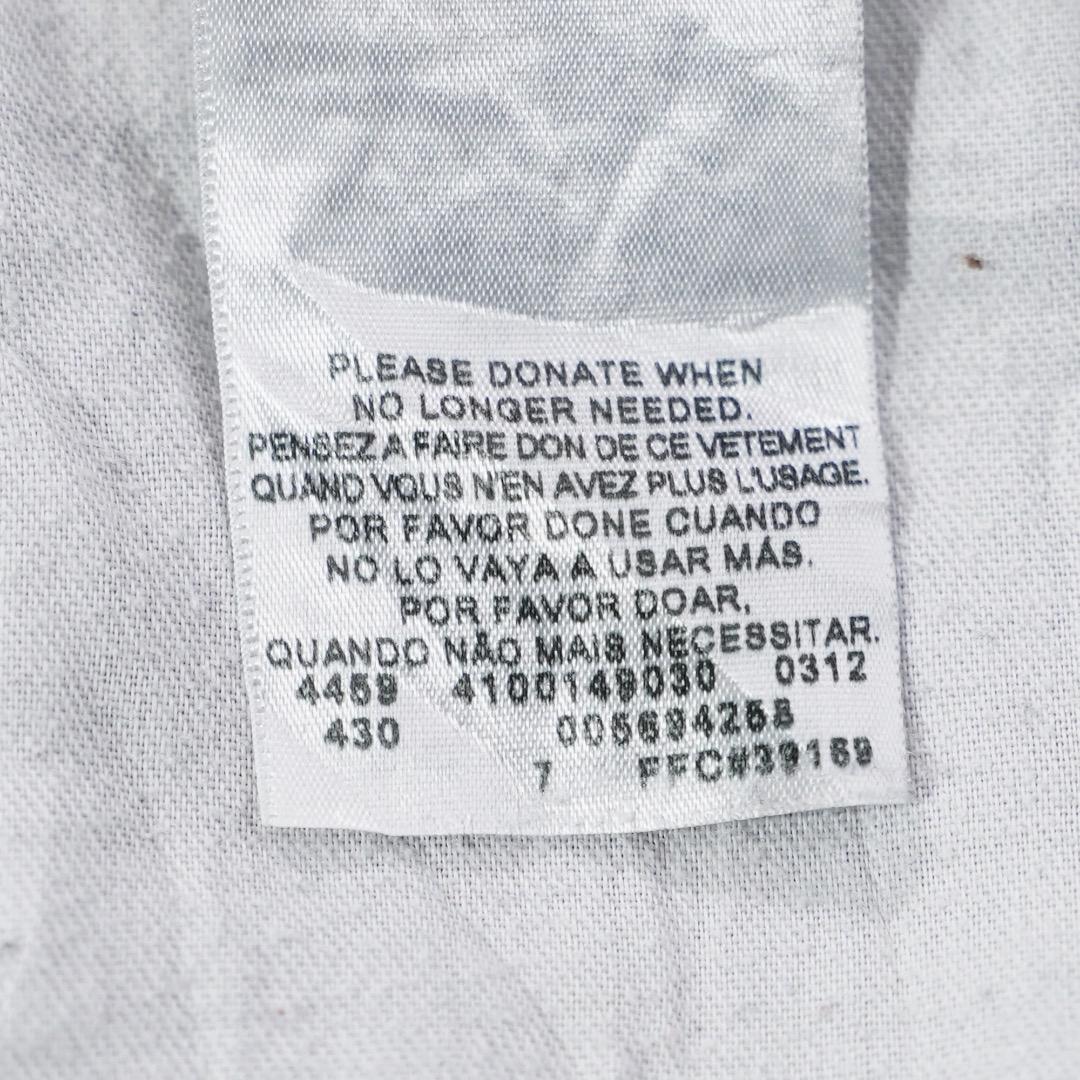 PLEASE DONATE WHEN
NO LONGER NEEDED.
PENSEZ A FAIRE DON DE CE VETEMENT
QUAND VOUS N'EN AVEZ PLUS L'USAGE.
POR FAVOR DONE CUANDO
NO LO VAYA A USAR MÁS.
POR FAVOR DOAR,
QUANDO NÃO MAIS NECESSITAR.
4459 4100149030 0312
430 005694258
7 FFC#39169